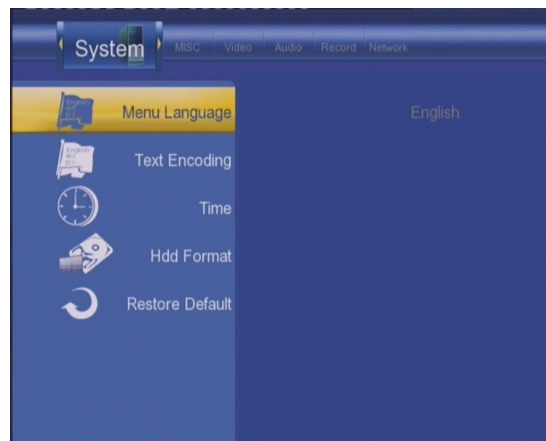 System MISC Video Audio Record Network
Menu Language English
Text Encoding
Time
Hdd Format
Restore Default